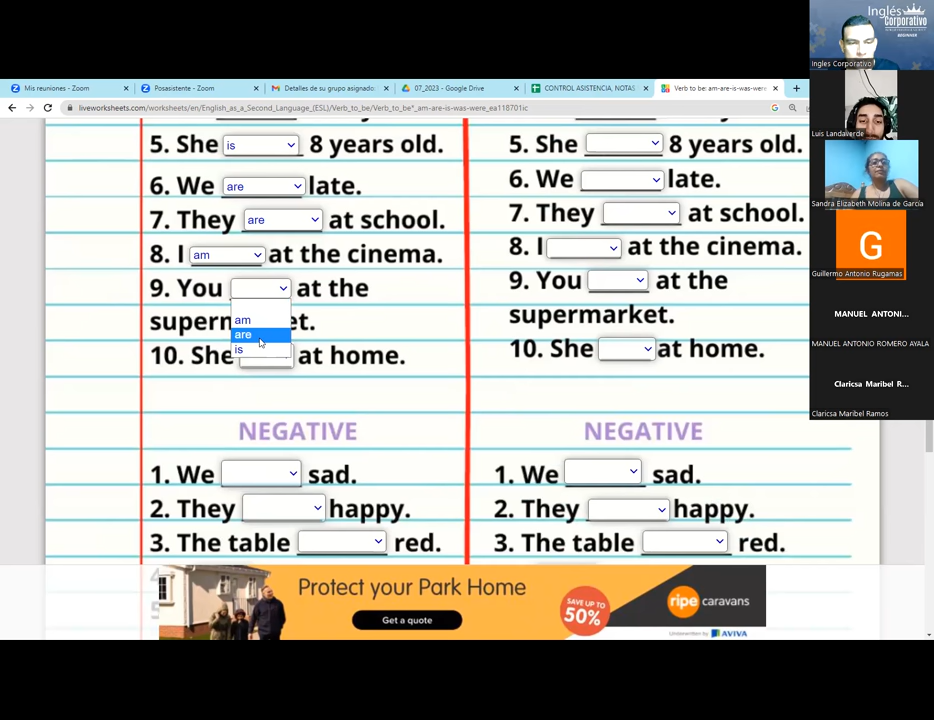 Inglés
Corporativo
BEGINNER
Ingles Corporativo
Mis reuniones - Zoom
Posasistente - Zoom
Detalles de su grupo asignado:
07_2023 - Google Drive
CONTROL ASISTENCIA, NOTAS
Verb to be: am-are-is-was-were
liveworksheets.com/worksheets/en/English_as_a_Second_Language_(ESL)/Verb_to_be/Verb_to_be*_am-are-is-was-were_ea118701ic
Luis Landaverde
5. She is 8 years old.
6. We are late.
7. They are at school.
8. I am at the cinema.
9. You at the
am
are
is
10. She at home.
5. She 8 years old.
6. We late.
7. They at school.
8. I at the cinema.
9. You at the
supermarket.
10. She at home.
Sandra Elizabeth Molina de García
G
Guillermo Antonio Rugamas
MANUEL ANTONI...
MANUEL ANTONIO ROMERO AYALA
Claricsa Maribel R...
Claricsa Maribel Ramos
NEGATIVE
1. We sad.
2. They happy.
3. The table red.
NEGATIVE
1. We sad.
2. They happy.
3. The table red.
Protect your Park Home
Get a quote
SAVE UP TO
50%
ripe caravans
Underwritten by AVIVA